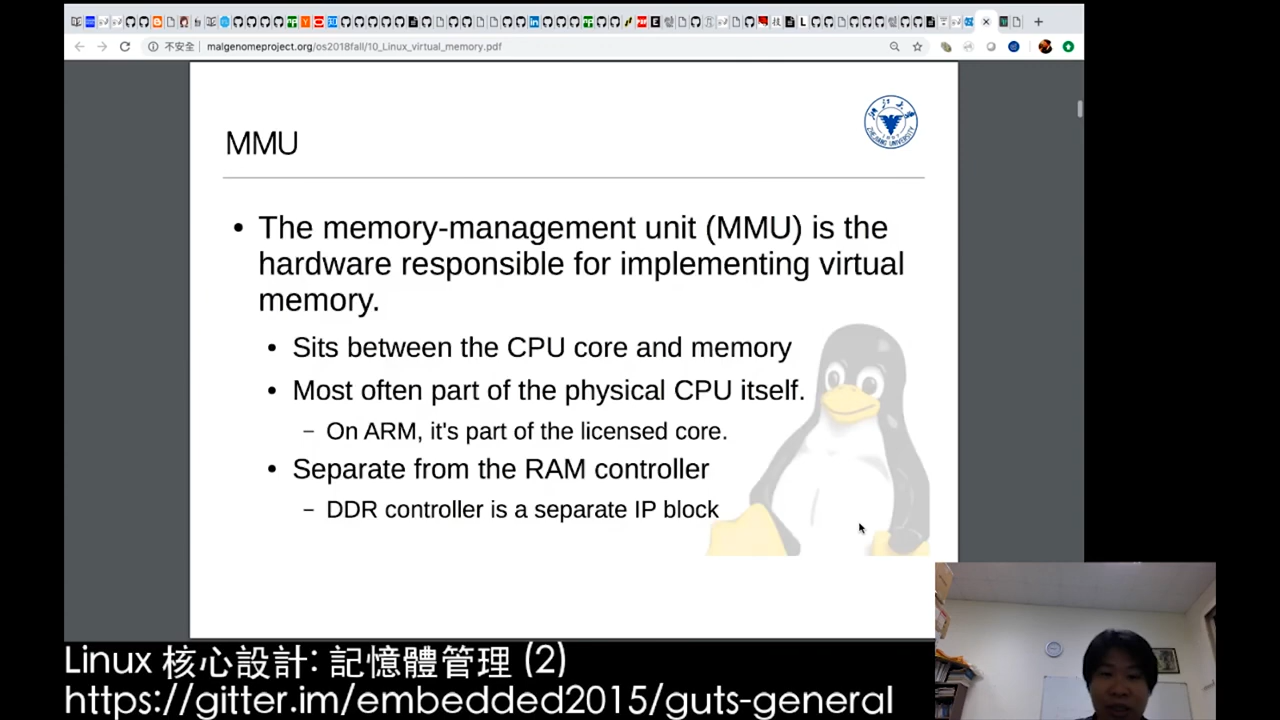 不安全
malgenomeproject.org/os2018fall/10_Linux_virtual_memory.pdf
MMU
ZHEJIANG UNIVERSITY
• The memory-management unit (MMU) is the
hardware responsible for implementing virtual
memory.
• Sits between the CPU core and memory
• Most often part of the physical CPU itself.
– On ARM, it's part of the licensed core.
• Separate from the RAM controller
– DDR controller is a separate IP block
Linux 核心設計: 記憶體管理 (2)
https://gitter.im/embedded2015/guts-general